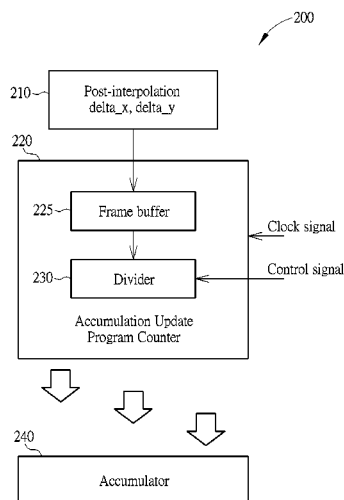 200
210
Post-interpolation
delta_x, delta_y
220
225
Frame buffer
Clock signal
230
Divider
Control signal
Accumulation Update
Program Counter
240
Accumulator